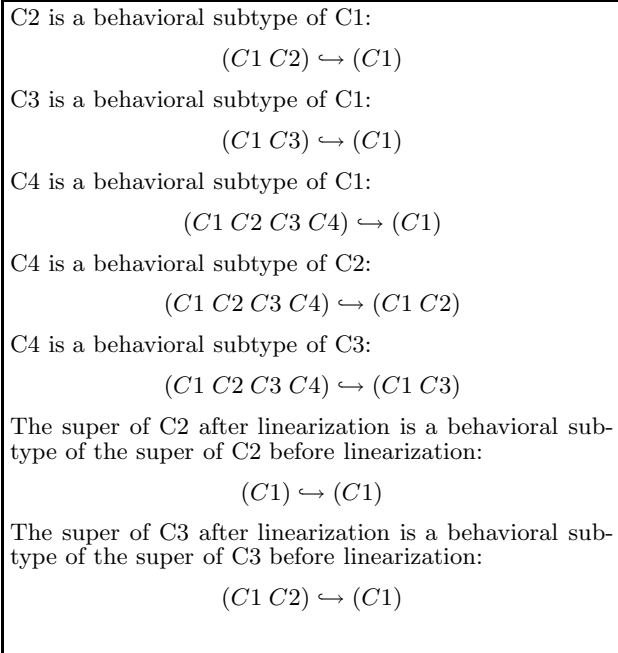 C2 is a behavioral subtype of C1:
(C1 C2) ↪ (C1)
C3 is a behavioral subtype of C1:
(C1 C3) ↪ (C1)
C4 is a behavioral subtype of C1:
(C1 C2 C3 C4) ↪ (C1)
C4 is a behavioral subtype of C2:
(C1 C2 C3 C4) ↪ (C1 C2)
C4 is a behavioral subtype of C3:
(C1 C2 C3 C4) ↪ (C1 C3)
The super of C2 after linearization is a behavioral sub-
type of the super of C2 before linearization:
(C1) ↪ (C1)
The super of C3 after linearization is a behavioral sub-
type of the super of C3 before linearization:
(C1 C2) ↪ (C1)